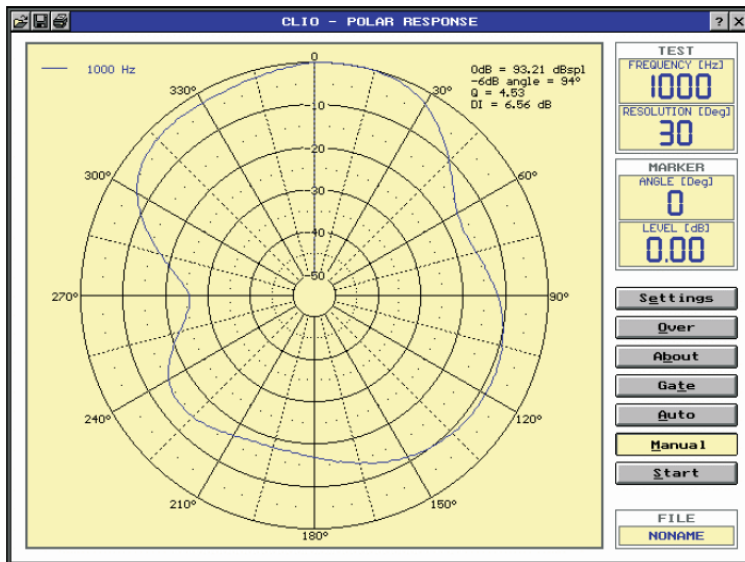 CLIO - POLAR RESPONSE
? X
1000 Hz
0dB = 93.21 dBspl
-6dB angle = 94°
Q = 4.53
DI = 6.56 dB
0
330°
30°
-10
-20
300°
60°
-30
-40
-50
270°
90°
240°
120°
210°
150°
180°
TEST
FREQUENCY [Hz]
1000
RESOLUTION [Deg]
30
MARKER
ANGLE [Deg]
0
LEVEL [dB]
0.00
Settings
Over
About
Gate
Auto
Manual
Start
FILE
NONAME